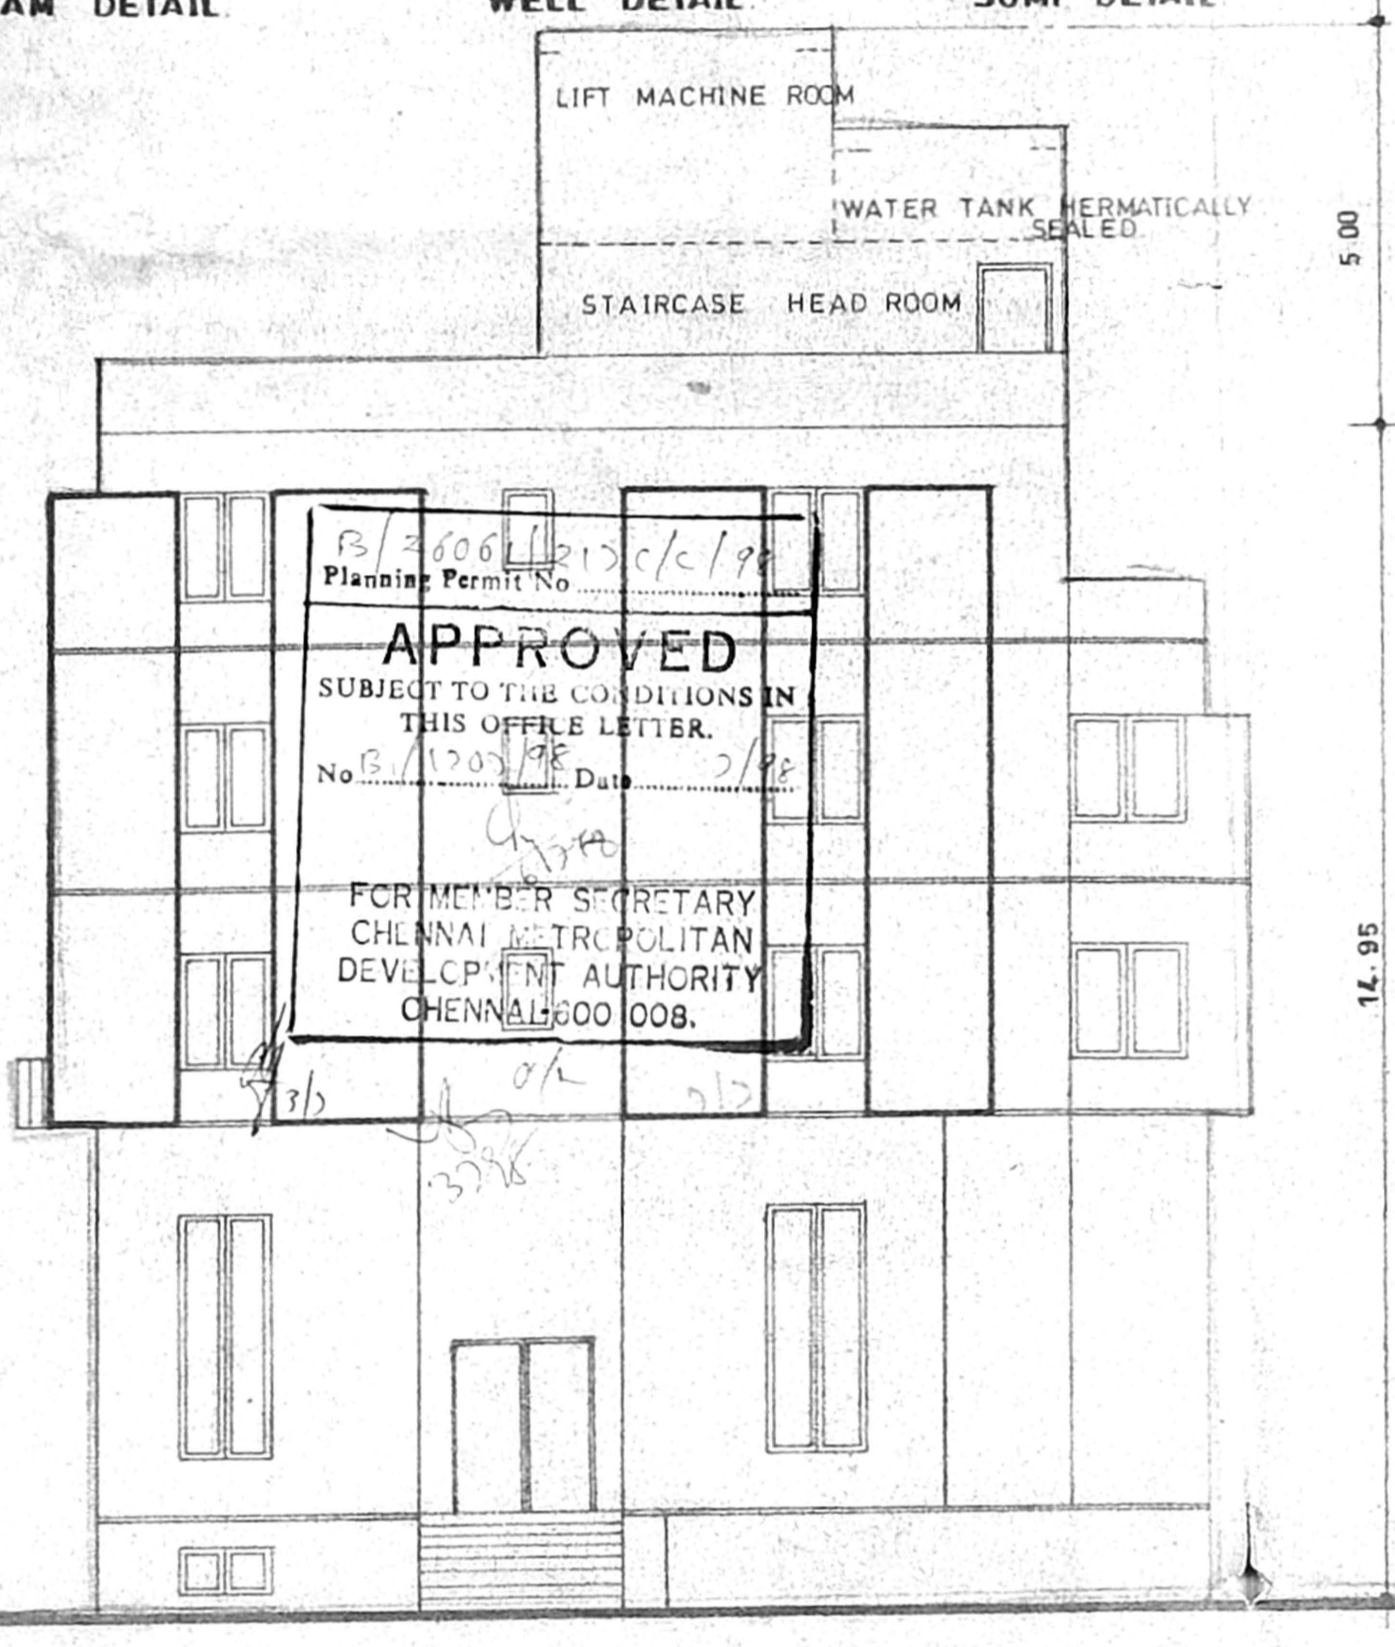 AM DETAIL.
WELL DETAIL.
SUMP DETAIL
LIFT MACHINE ROOM
WATER TANK HERMATICALLY
SEALED
5.00
STAIRCASE HEAD ROOM
Planning Permit No
APPROVED
SUBJECT TO THE CONDITIONS IN
THIS OFFICE LETTER.
No Date
FOR MEMBER SECRETARY
CHENNAI METROPOLITAN
DEVELOPMENT AUTHORITY
CHENNAI-600 008.
14.95